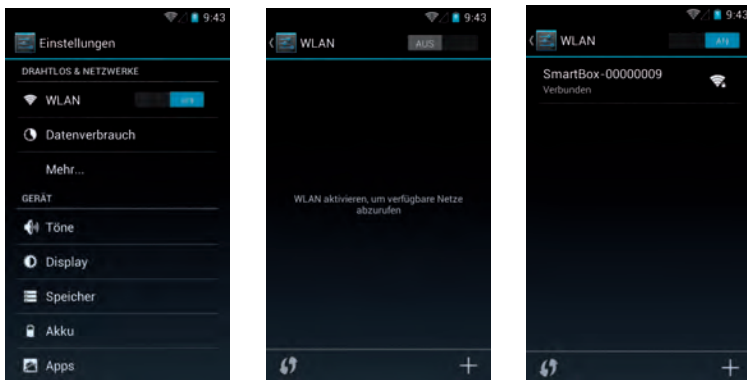 9:43
Einstellungen
DRAHTLOS & NETZWERKE
WLAN
Datenverbrauch
Mehr...
GERÄT
Töne
Display
Speicher
Akku
Apps
9:43
WLAN AUS
WLAN aktivieren, um verfügbare Netze
abzurufen
9:43
WLAN AN
SmartBox-00000009
Verbunden